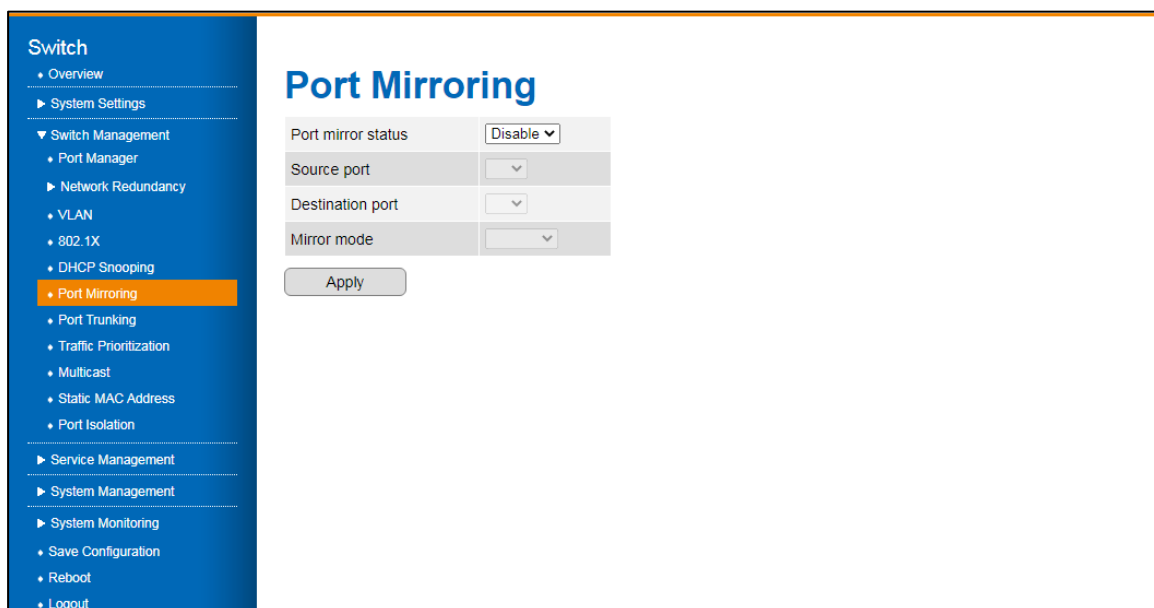 Switch
Overview
System Settings
Switch Management
Port Manager
Network Redundancy
VLAN
802.1X
DHCP Snooping
Port Mirroring
Port Trunking
Traffic Prioritization
Multicast
Static MAC Address
Port Isolation
Service Management
System Management
System Monitoring
Save Configuration
Reboot
Logout
Port Mirroring
Port mirror status Disable
Source port
Destination port
Mirror mode
Apply